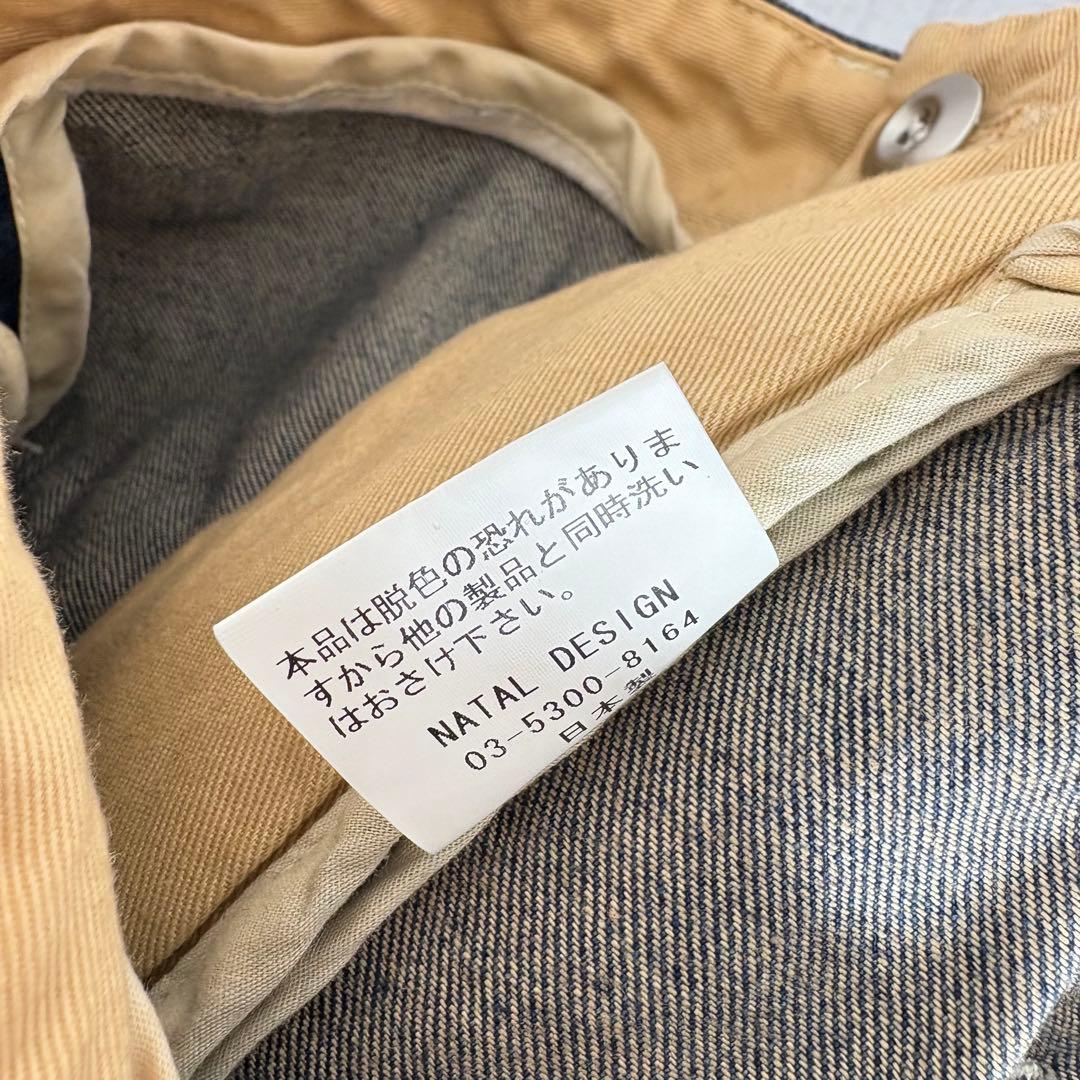 本品は脱色の恐れがありま
すから他の製品と同時洗い
はおさけ下さい。
NATAL DESIGN
03-5300-8164
日本製